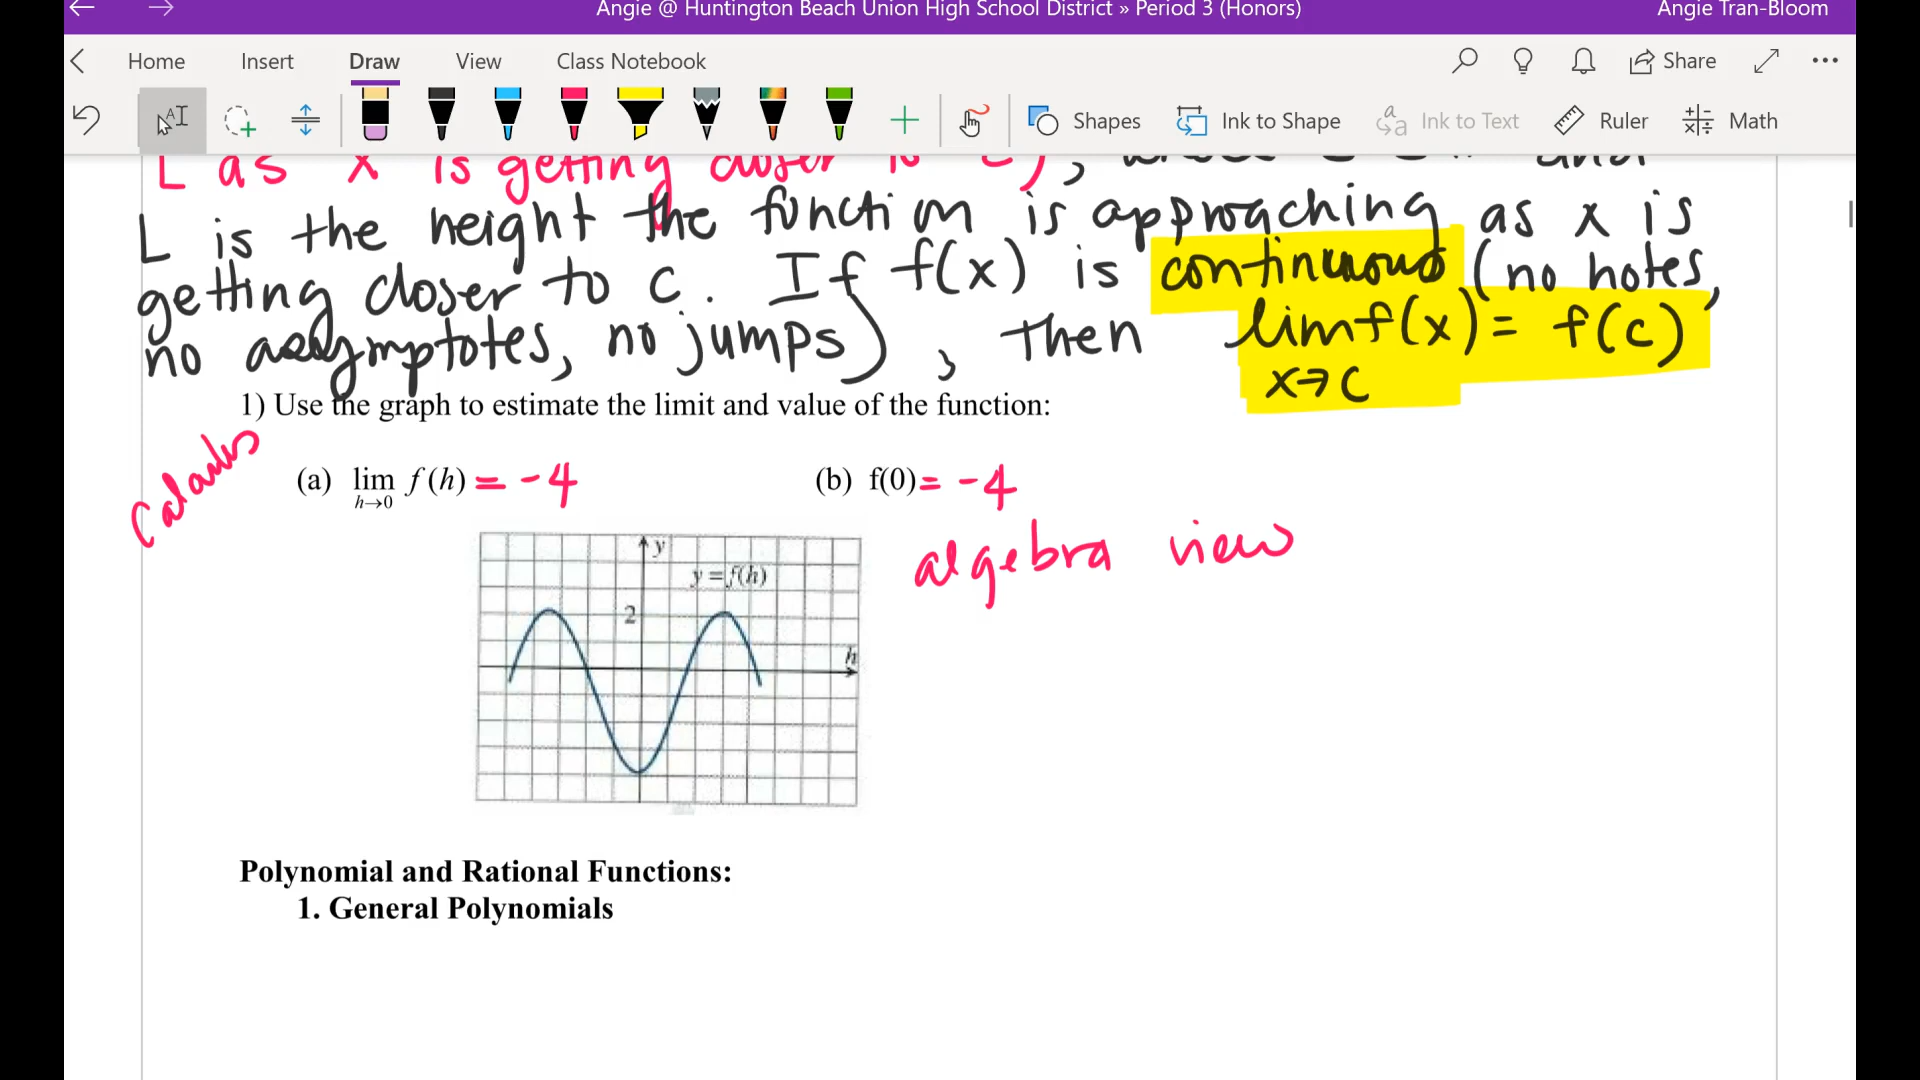 Angie @ Huntington Beach Union High School District » Period 3 (Honors) Angie Tran-Bloom
Home Insert Draw View Class Notebook Share
Shapes Ink to Shape Ink to Text Ruler Math
L as x is getting closer to c), and
L is the height the function is approaching as x is
getting closer to c. If f(x) is continuous (no holes,
no asymptotes, no jumps), then lim f(x) = f(c)
x→c
1) Use the graph to estimate the limit and value of the function:
(a) lim f(h) = -4 (b) f(0) = -4
h→0
algebra view
y
y = f(h)
2
h
Polynomial and Rational Functions:
1. General Polynomials